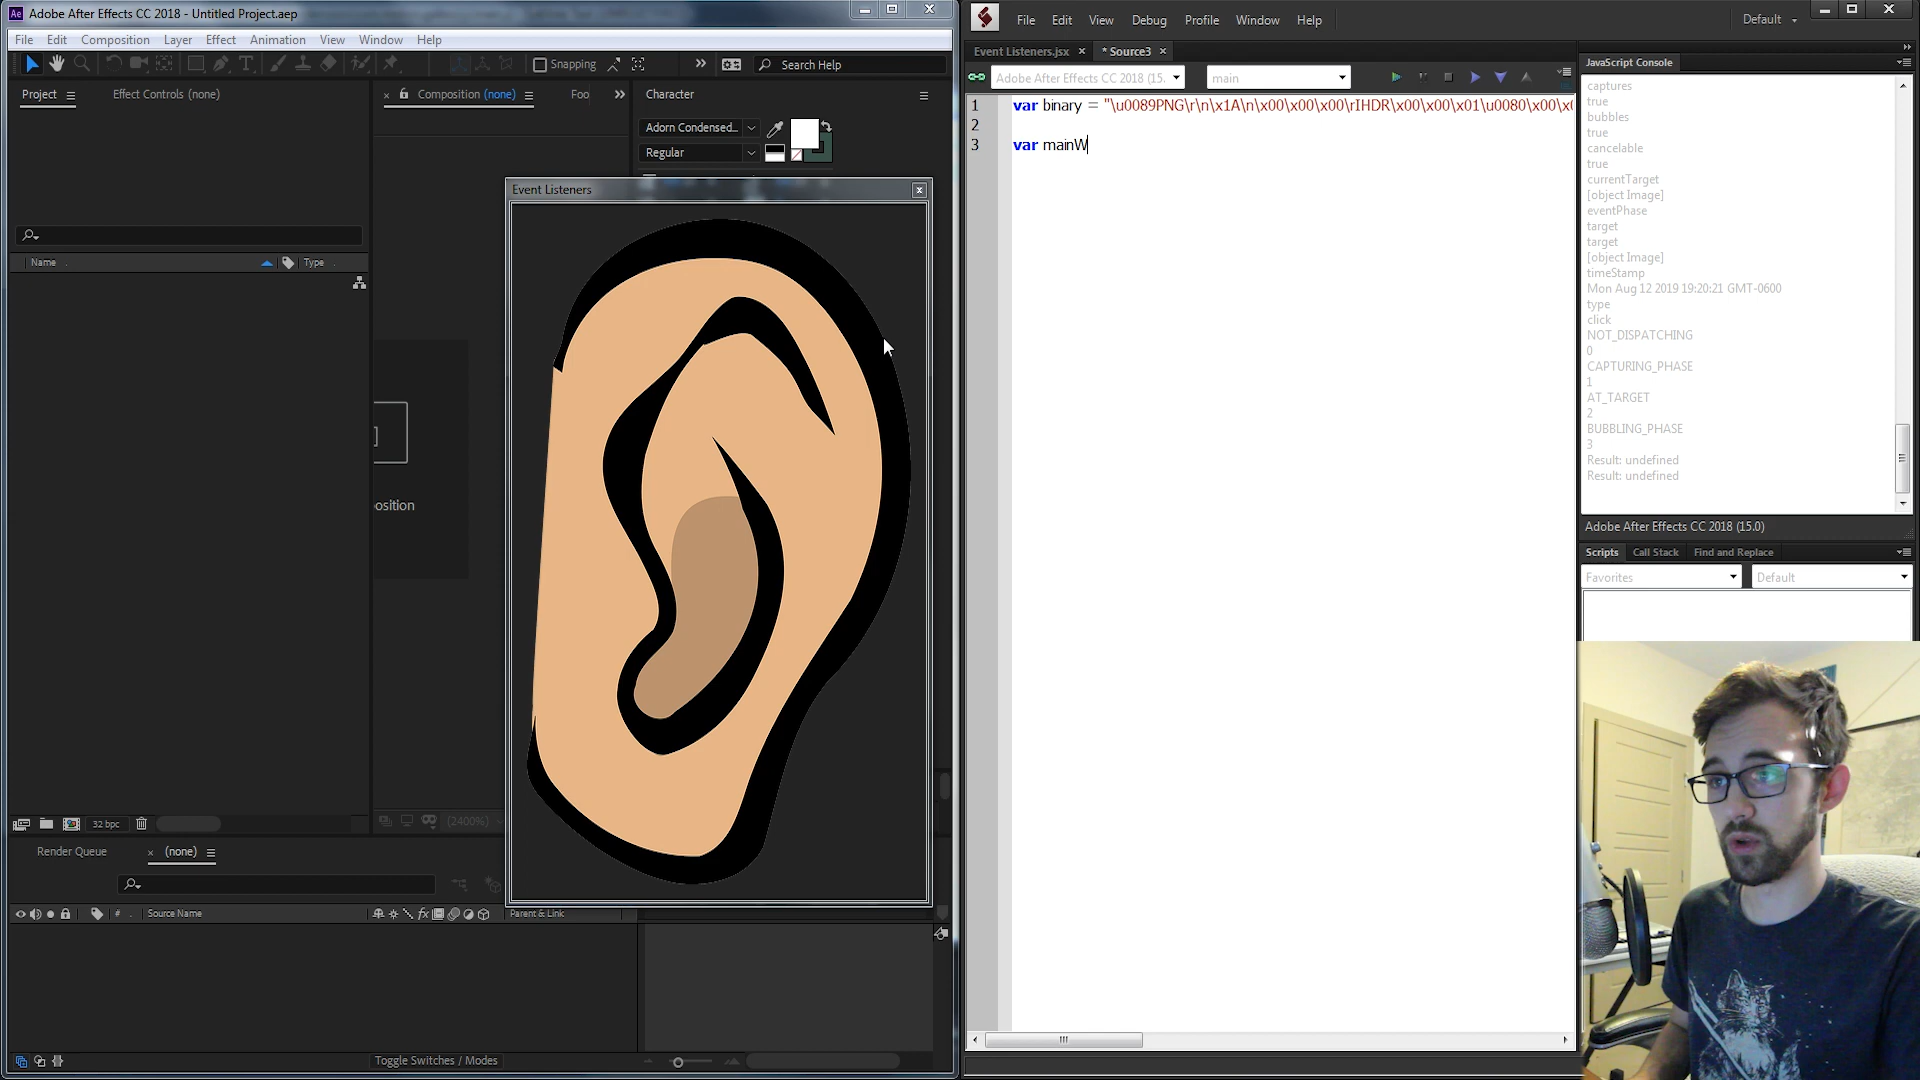 Adobe After Effects CC 2018 - Untitled Project.aep
File Edit Composition Layer Effect Animation View Window Help
Snapping
Search Help
Project
Effect Controls (none)
Composition (none)
Foo
Character
Adorn Condensed...
Regular
Name
Type
Event Listeners
osition
32 bpc
(2400%)
Render Queue
(none)
#
Source Name
Parent & Link
Toggle Switches / Modes
File Edit View Debug Profile Window Help
Default
Event Listeners.jsx
* Source3
Adobe After Effects CC 2018 (15.
main
1 var binary = "\u0089PNG\r\n\x1A\n\x00\x00\x00\rIHDR\x00\x00\x01\u0080\x00\x
2
3 var mainW
JavaScript Console
captures
true
bubbles
true
cancelable
true
currentTarget
[object Image]
eventPhase
target
target
[object Image]
timeStamp
Mon Aug 12 2019 19:20:21 GMT-0600
type
click
NOT_DISPATCHING
0
CAPTURING_PHASE
1
AT_TARGET
2
BUBBLING_PHASE
3
Result: undefined
Result: undefined
Adobe After Effects CC 2018 (15.0)
Scripts Call Stack Find and Replace
Favorites
Default